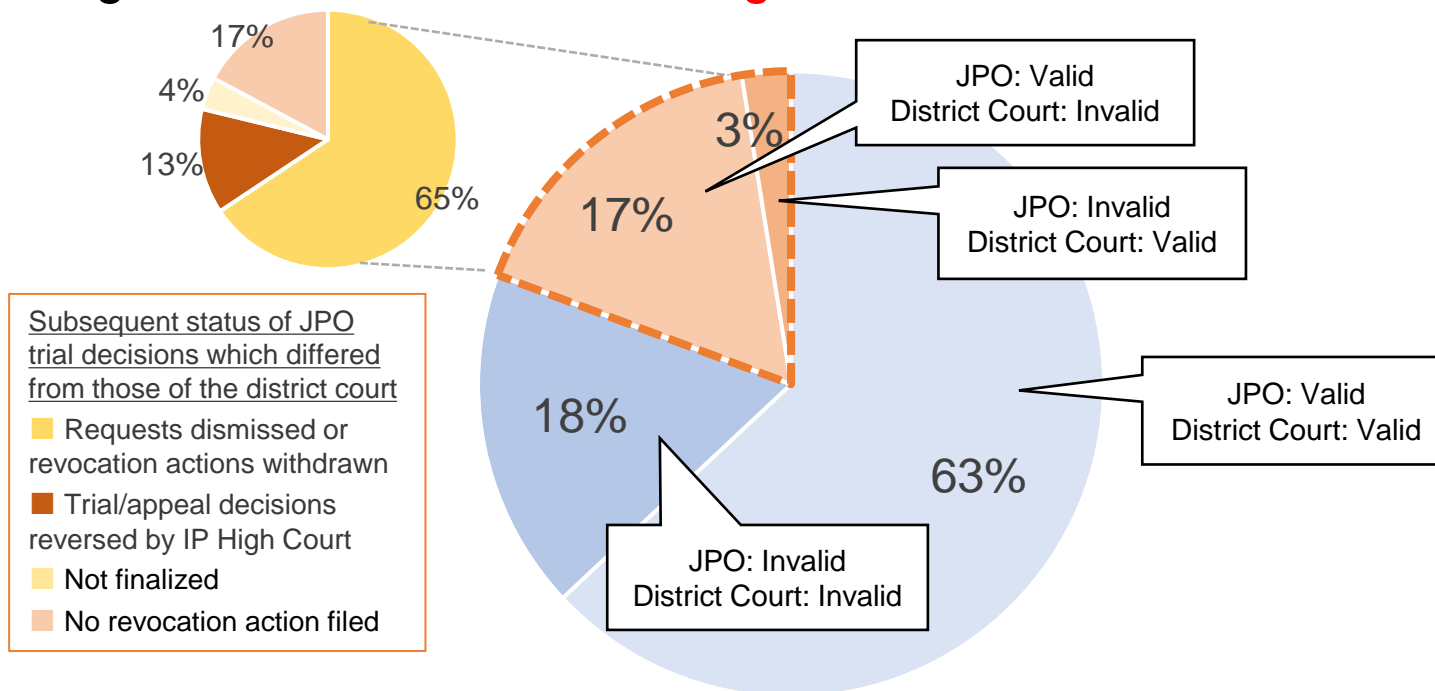 17%
4%
13%
65%
3%
17%
18%
63%
JPO: Valid
District Court: Invalid
JPO: Invalid
District Court: Valid
JPO: Valid
District Court: Valid
JPO: Invalid
District Court: Invalid
Subsequent status of JPO
trial decisions which differed
from those of the district court
Requests dismissed or
revocation actions withdrawn
Trial/appeal decisions
reversed by IP High Court
Not finalized
No revocation action filed